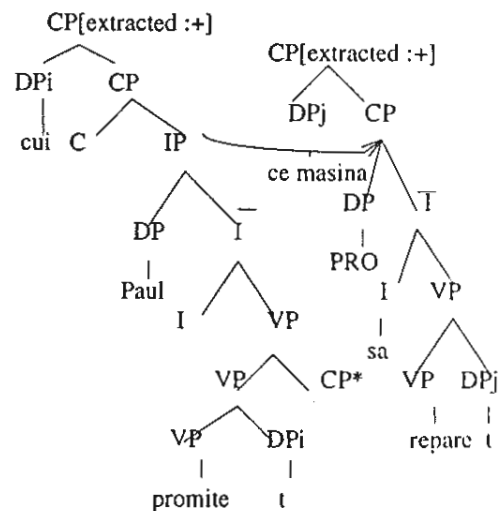 CP[extracted :+]
CP[extracted :+]
DPi CP
DPj CP
cui C IP
ce masina
DP I
DP I
PRO
Paul I VP
I VP
sa
VP CP*
VP DPj
VP DPi
repare t
promite t